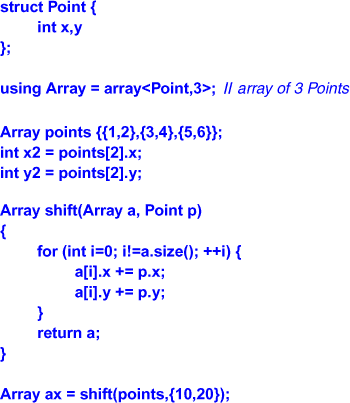 struct Point {
int x,y
};
using Array = array<Point,3>; // array of 3 Points
Array points {{1,2},{3,4},{5,6}};
int x2 = points[2].x;
int y2 = points[2].y;
Array shift(Array a, Point p)
{
for (int i=0; i!=a.size(); ++i) {
a[i].x += p.x;
a[i].y += p.y;
}
return a;
}
Array ax = shift(points,{10,20});